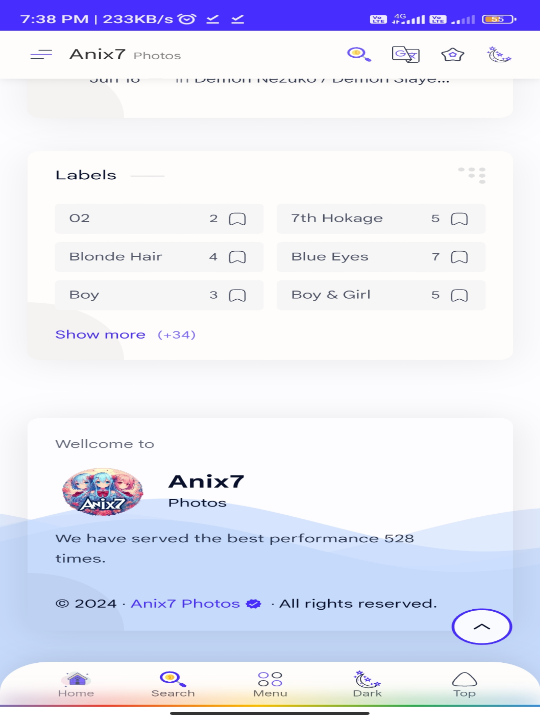 7:38 PM | 233KB/s
4G
55
Anix7 Photos
in Demon Nezuko / Demon Slaye...
Labels
02 2
7th Hokage 5
Blonde Hair 4
Blue Eyes 7
Boy 3
Boy & Girl 5
Show more (+34)
Wellcome to
Anix7
Anix7
Photos
We have served the best performance 528
times.
© 2024 · Anix7 Photos · All rights reserved.
Home Search Menu Dark Top